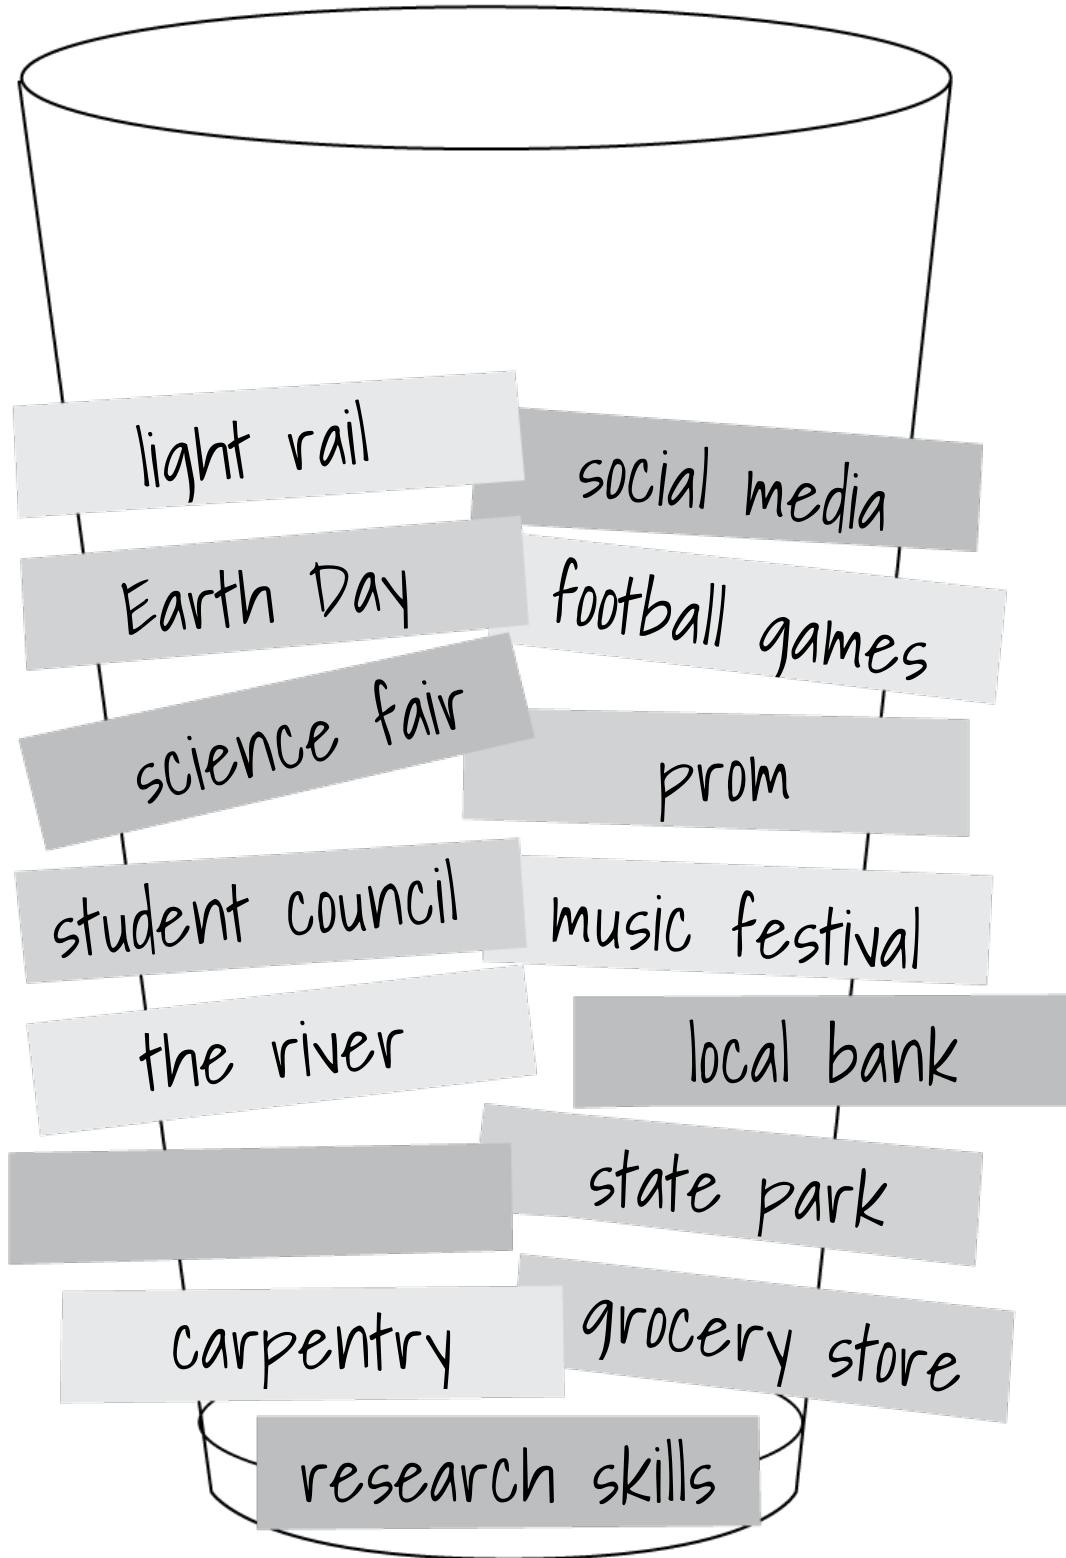 light rail
social media
Earth Day
football games
science fair
prom
student council
music festival
the river
local bank
state park
carpentry
grocery store
research skills